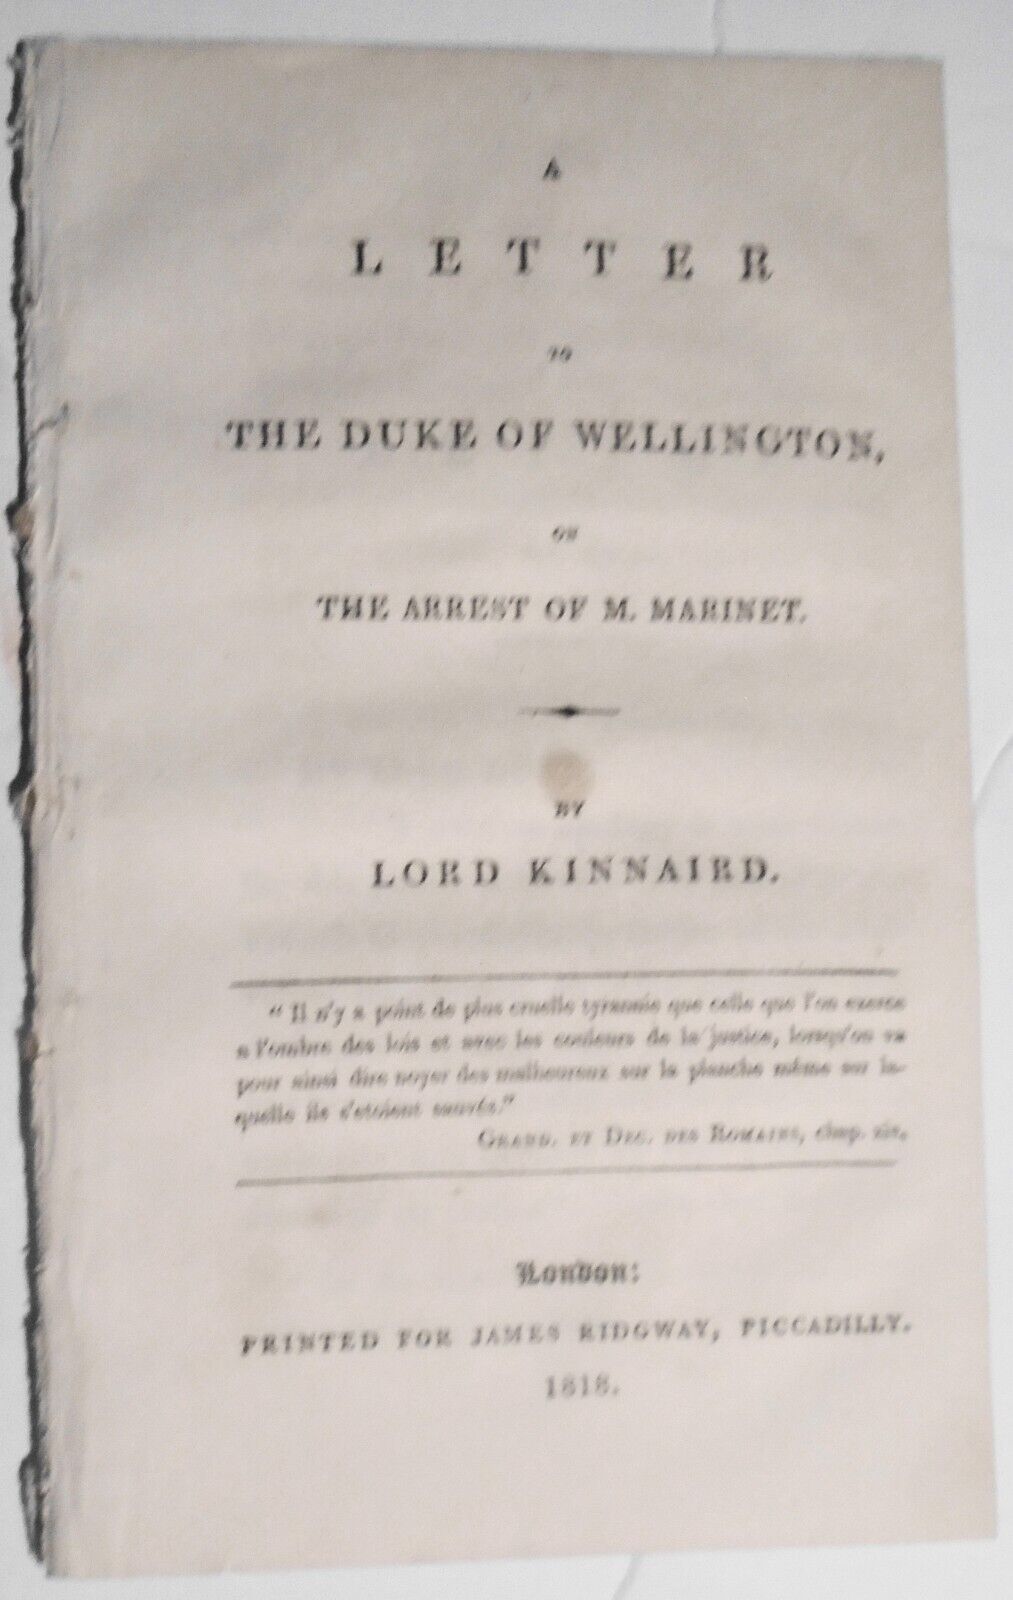 A
LETTER
TO
THE DUKE OF WELLINGTON,
ON
THE ARREST OF M. MARINET.
BY
LORD KINNAIRD.
“Il n'y a point de plus cruelle tyrannie que celle que l'on exerce
a l'ombre des lois et avec les couleurs de la justice, lorsqu'on va
pour ainsi dire noyer des malheureux sur la planche même sur la-
quelle ils s'etoient sauvés.”
GRAND. ET DEC. DES ROMAINS, chap. xiv.
London:
PRINTED FOR JAMES RIDGWAY, PICCADILLY.
1818.